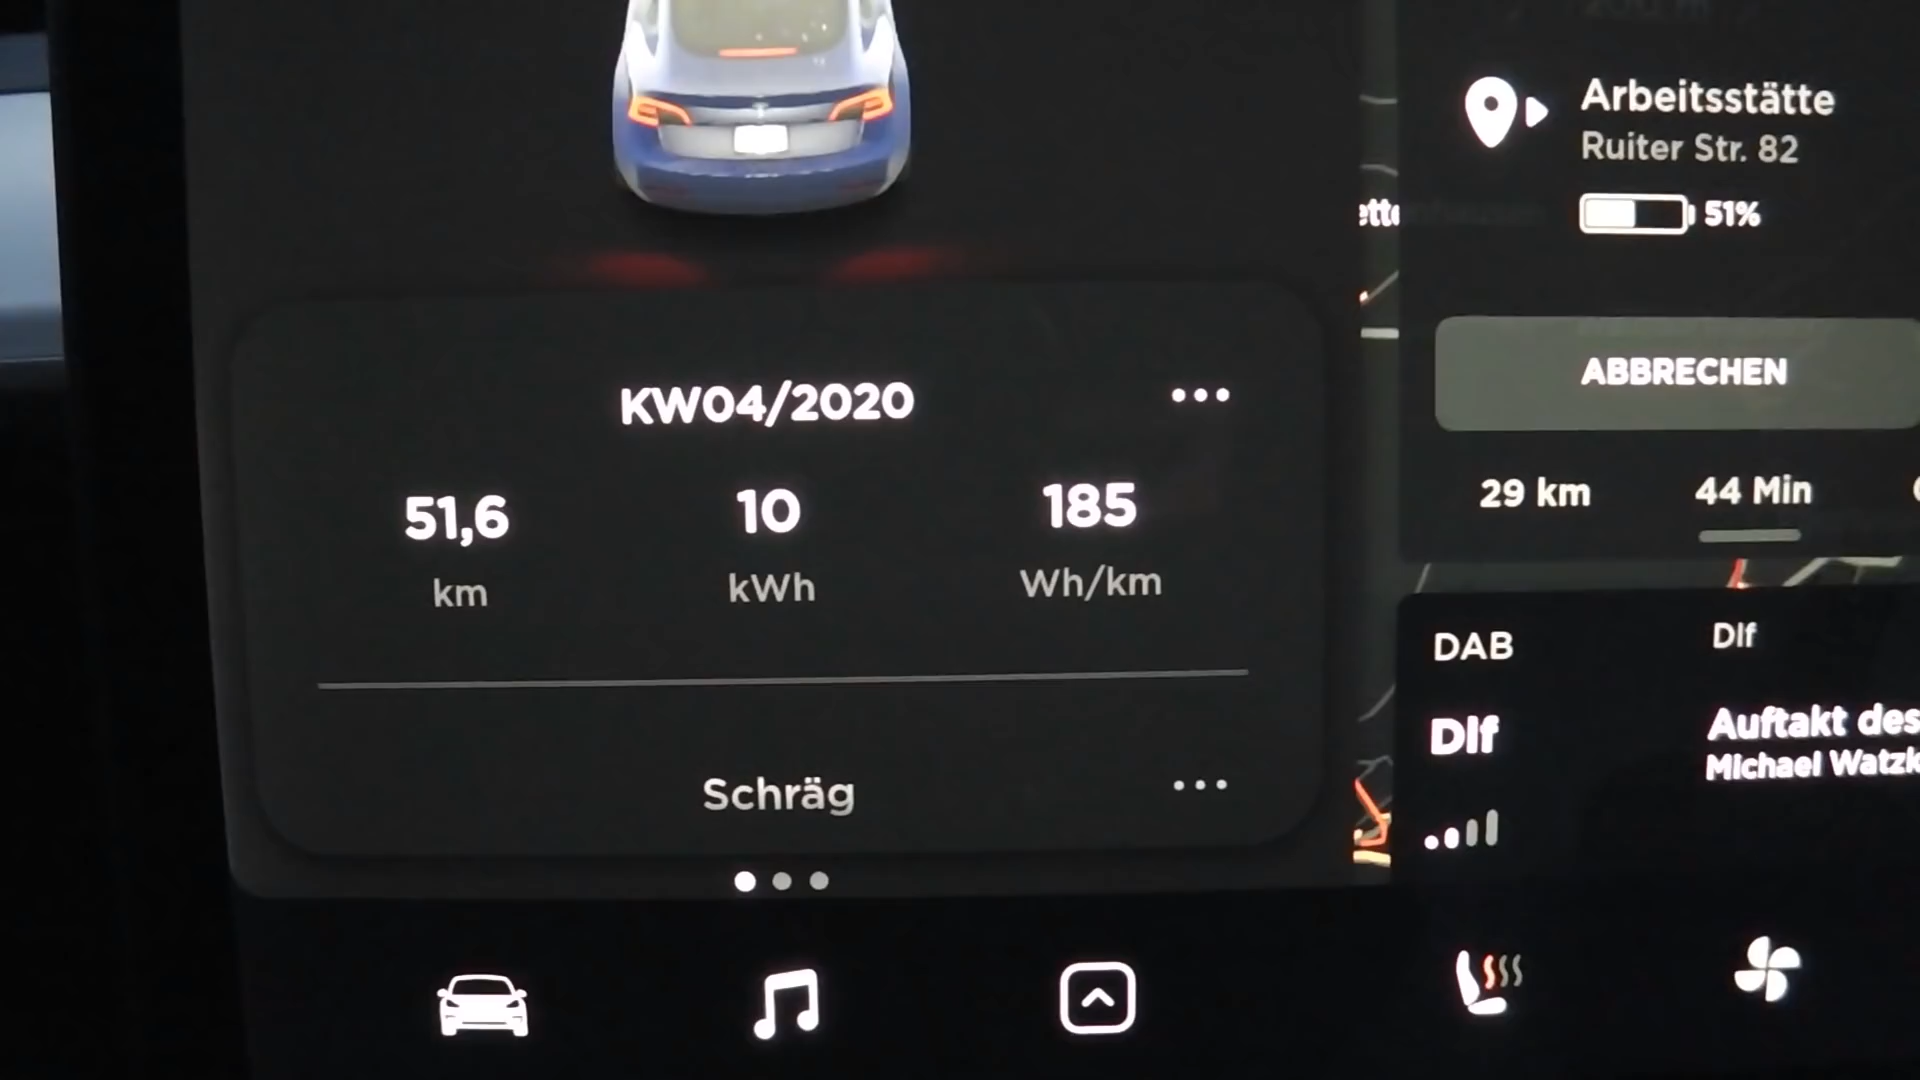 Arbeitsstätte
Ruiter Str. 82
51%
ABBRECHEN
29 km
44 Min
KW04/2020
51,6
10
185
km
kWh
Wh/km
Schräg
DAB
Dlf
Dlf
Auftakt des
Michael